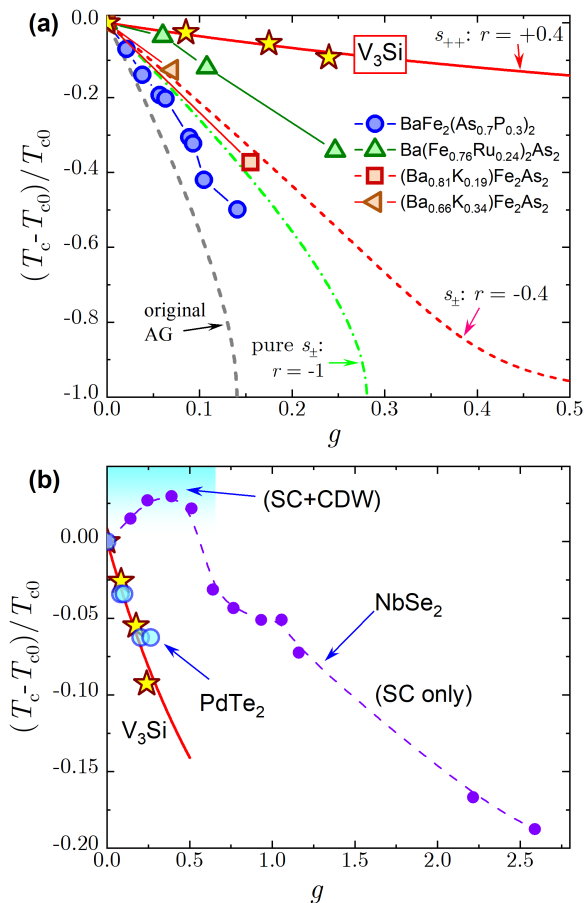 (a)
0.0
-0.2
-0.4
-0.6
-0.8
-1.0
(T_c - T_c0) / T_c0
s_++: r = +0.4
V_3Si
BaFe_2(As_0.7P_0.3)_2
Ba(Fe_0.76Ru_0.24)_2As_2
(Ba_0.81K_0.19)Fe_2As_2
(Ba_0.66K_0.34)Fe_2As_2
original
AG
pure s_±:
r = -1
s_±: r = -0.4
0.0 0.1 0.2 0.3 0.4 0.5
g
(b)
0.00
-0.05
-0.10
-0.15
-0.20
(T_c - T_c0) / T_c0
(SC+CDW)
NbSe_2
PdTe_2
(SC only)
V_3Si
0.0 0.5 1.0 1.5 2.0 2.5
g